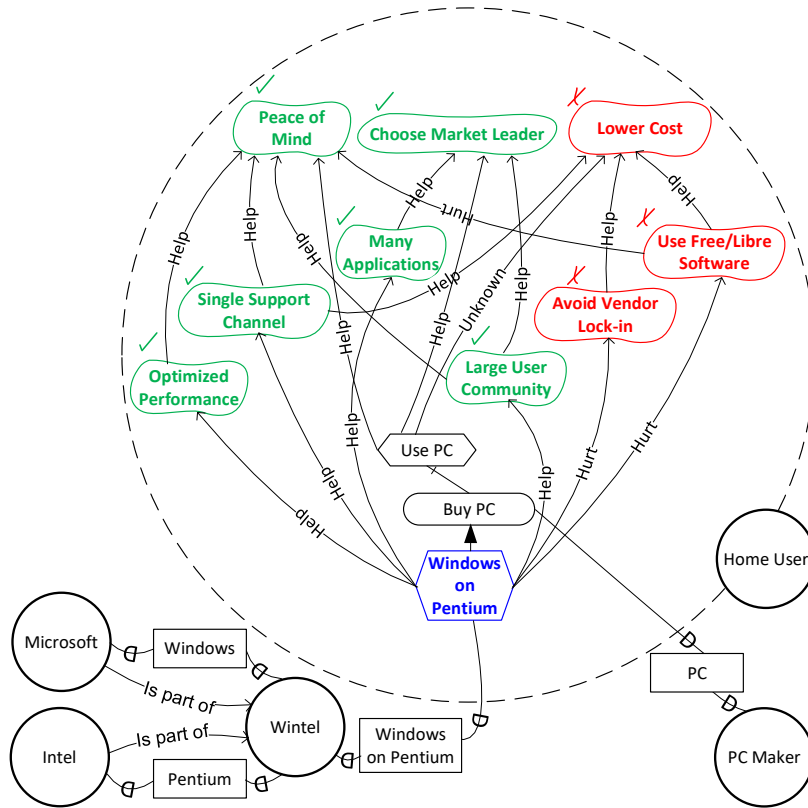 Peace of
Mind
Choose Market Leader
Lower Cost
Help
Help
Help
Hurt
Many
Applications
Use Free/Libre
Software
Help
Help
Help
Help
Help
Help
Unknown
Single Support
Channel
Avoid Vendor
Lock-in
Help
Help
Optimized
Performance
Large User
Community
Help
Use PC
Hurt
Hurt
Help
Help
Help
Buy PC
Windows
on
Pentium
Home User
Microsoft
Windows
Is part of
PC
Wintel
Is part of
Windows
on Pentium
Intel
Pentium
PC Maker